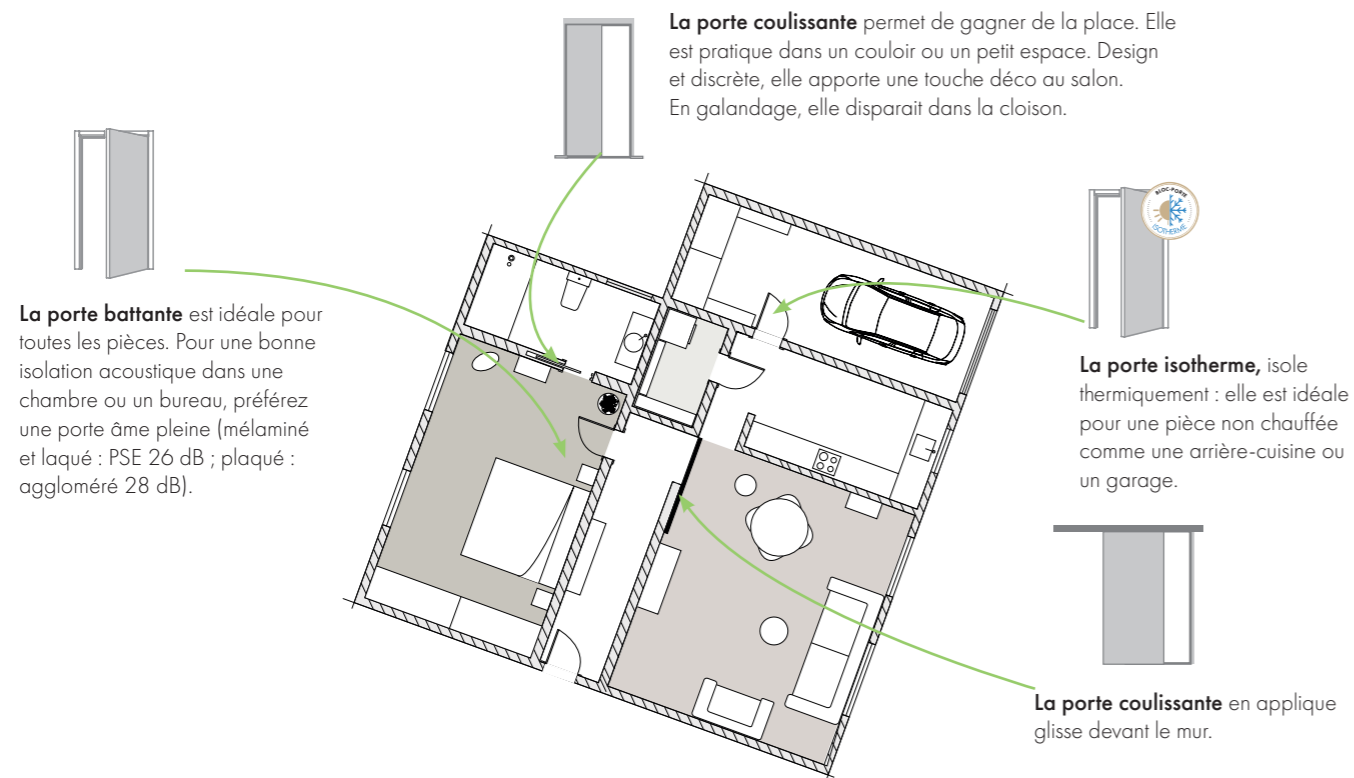 La porte coulissante permet de gagner de la place. Elle
est pratique dans un couloir ou un petit espace. Design
et discrète, elle apporte une touche déco au salon.
En galandage, elle disparait dans la cloison.
La porte battante est idéale pour
toutes les pièces. Pour une bonne
isolation acoustique dans une
chambre ou un bureau, préférez
une porte âme pleine (mélaminé
et laqué : PSE 26 dB ; plaqué :
aggloméré 28 dB).
BLOC-PORTE
ISOTHERME
La porte isotherme, isole
thermiquement : elle est idéale
pour une pièce non chauffée
comme une arrière-cuisine ou
un garage.
La porte coulissante en applique
glisse devant le mur.